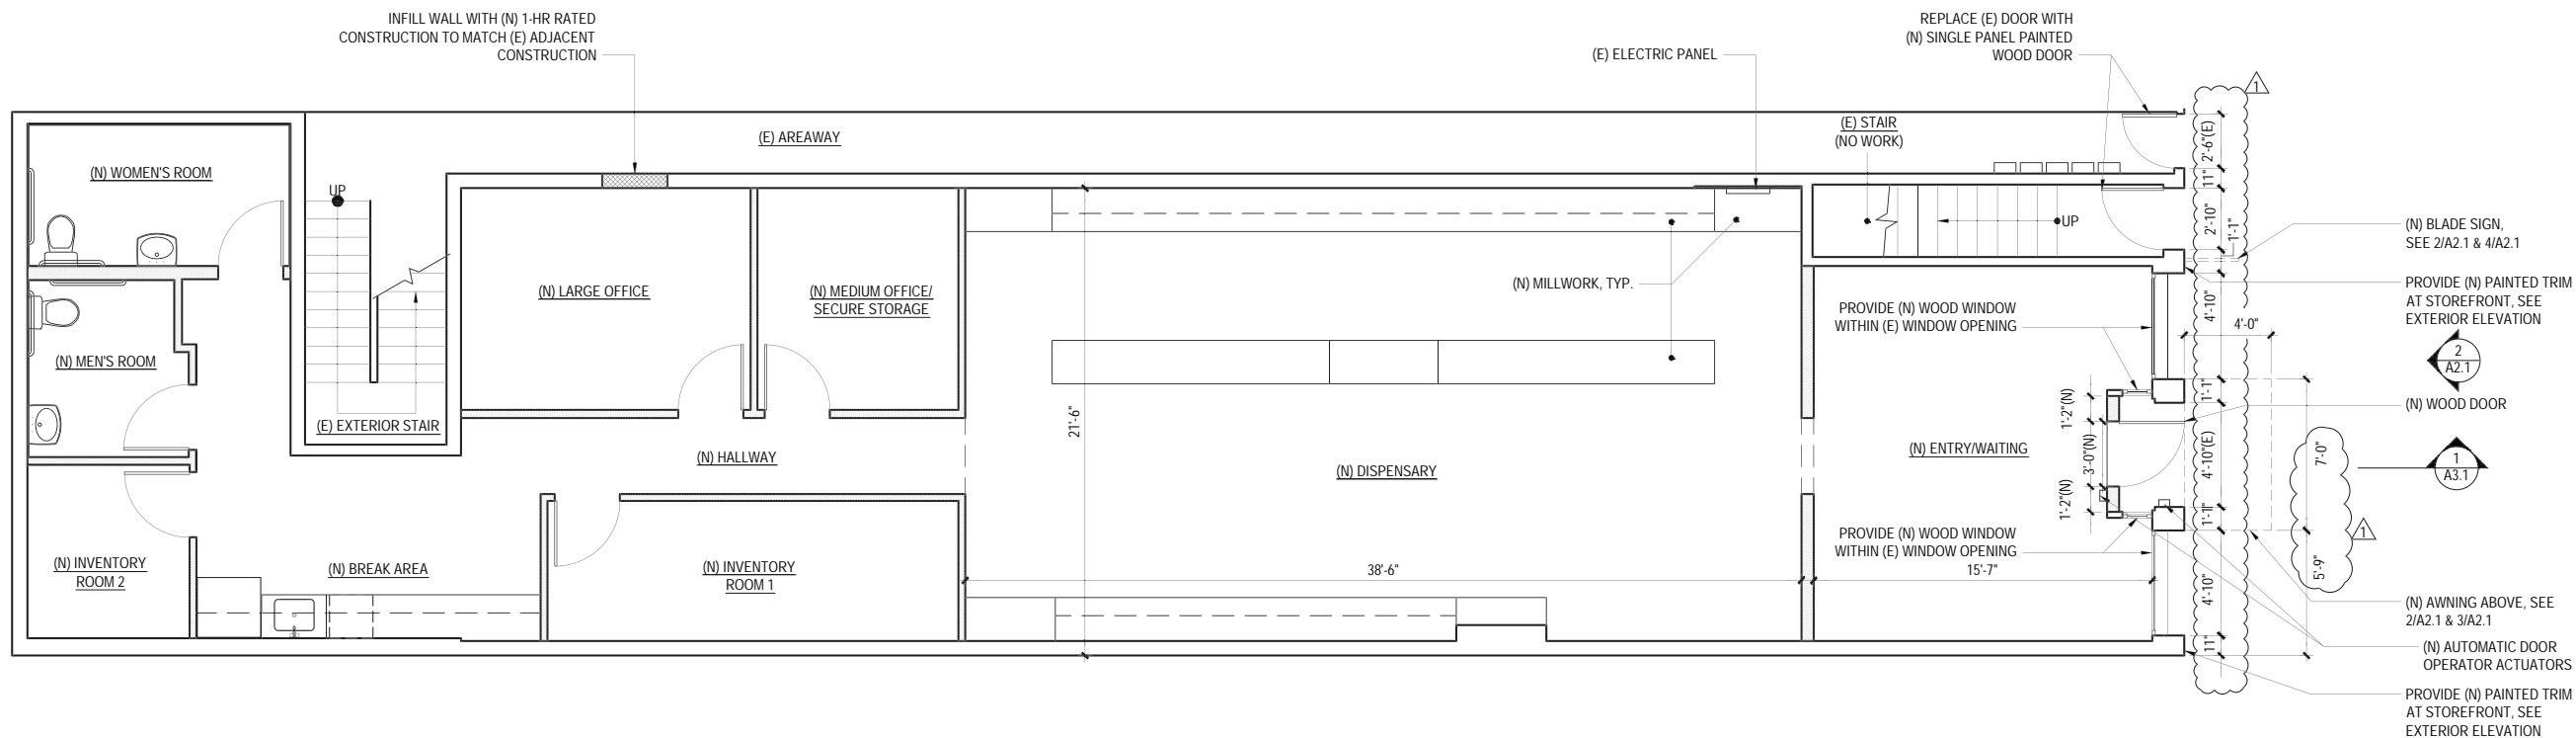 INFILL WALL WITH (N) 1-HR RATED
CONSTRUCTION TO MATCH (E) ADJACENT
CONSTRUCTION
(E) ELECTRIC PANEL
REPLACE (E) DOOR WITH
(N) SINGLE PANEL PAINTED
WOOD DOOR
1
(E) AREAWAY
(E) STAIR
(NO WORK)
2'-6"(E)
11"
2'-10"
1'-1"
(N) WOMEN'S ROOM
UP
UP
(N) BLADE SIGN,
SEE 2/A2.1 & 4/A2.1
(N) LARGE OFFICE
(N) MEDIUM OFFICE/
SECURE STORAGE
(N) MILLWORK, TYP.
PROVIDE (N) WOOD WINDOW
WITHIN (E) WINDOW OPENING
4'-10"
4'-0"
PROVIDE (N) PAINTED TRIM
AT STOREFRONT, SEE
EXTERIOR ELEVATION
2
A2.1
(N) MEN'S ROOM
1'-1"
1'-2"(N)
(N) WOOD DOOR
(E) EXTERIOR STAIR
21'-6"
(N) HALLWAY
(N) DISPENSARY
(N) ENTRY/WAITING
3'-0"(N)
4'-10"(E)
7'-0"
1
A3.1
1'-2"(N)
1'-1"
1
PROVIDE (N) WOOD WINDOW
WITHIN (E) WINDOW OPENING
(N) INVENTORY
ROOM 2
(N) BREAK AREA
(N) INVENTORY
ROOM 1
38'-6"
15'-7"
4'-10"
5'-9"
11"
(N) AWNING ABOVE, SEE
2/A2.1 & 3/A2.1
(N) AUTOMATIC DOOR
OPERATOR ACTUATORS
PROVIDE (N) PAINTED TRIM
AT STOREFRONT, SEE
EXTERIOR ELEVATION